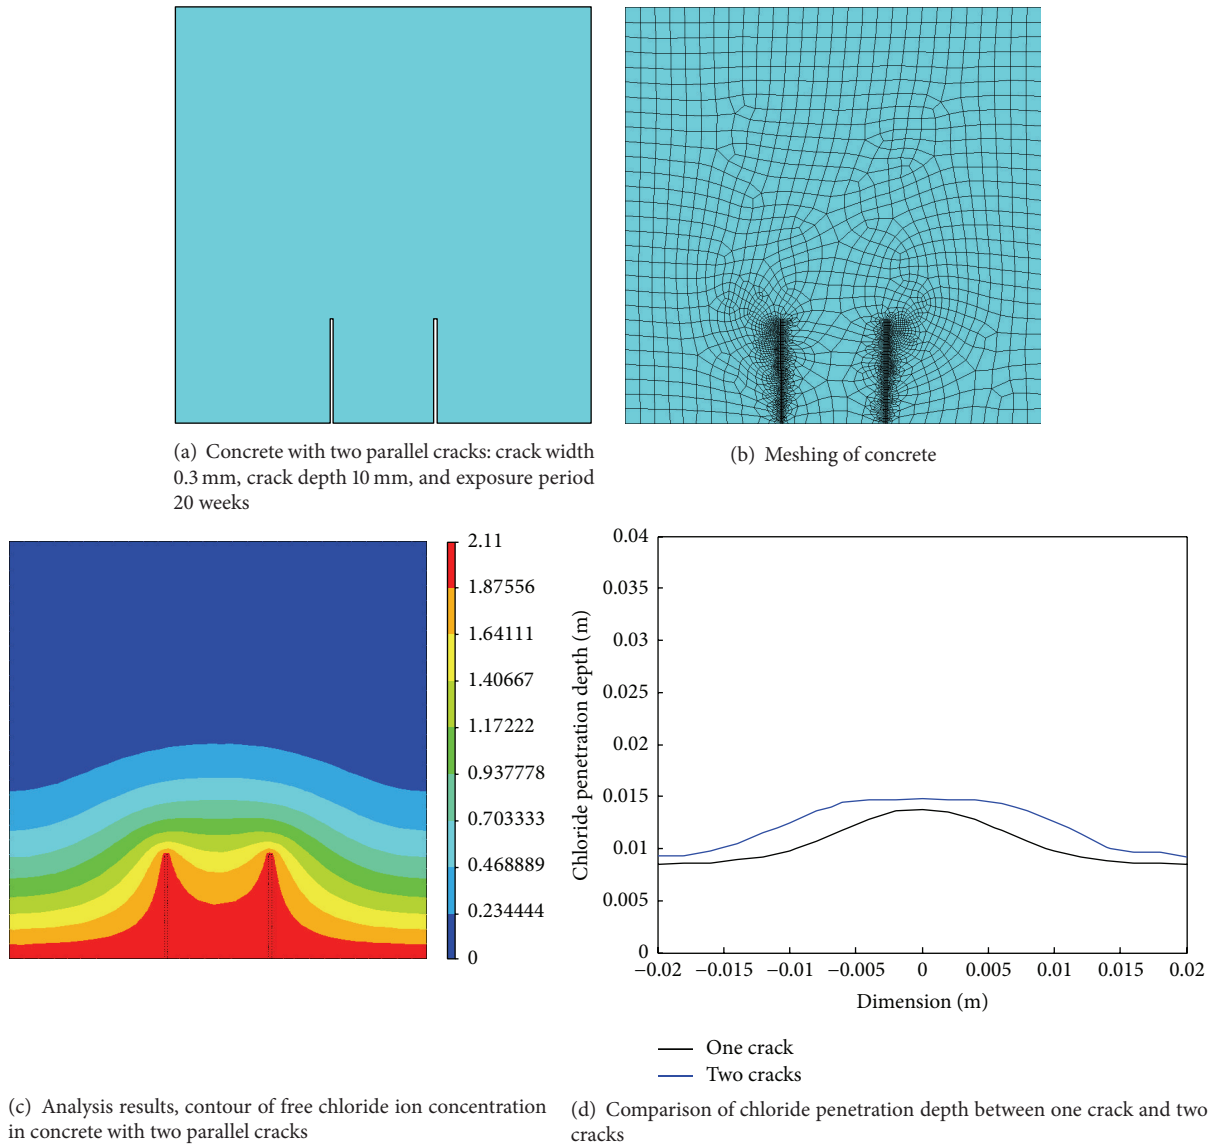 (a) Concrete with two parallel cracks: crack width
0.3 mm, crack depth 10 mm, and exposure period
20 weeks
(b) Meshing of concrete
2.11
1.87556
1.64111
1.40667
1.17222
0.937778
0.703333
0.468889
0.234444
0
(c) Analysis results, contour of free chloride ion concentration
in concrete with two parallel cracks
Chloride penetration depth (m)
0.04
0.035
0.03
0.025
0.02
0.015
0.01
0.005
0
−0.02 −0.015 −0.01 −0.005 0 0.005 0.01 0.015 0.02
Dimension (m)
One crack
Two cracks
(d) Comparison of chloride penetration depth between one crack and two
cracks